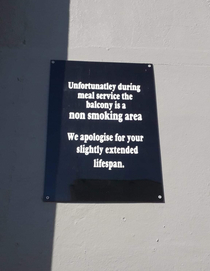 Unfortunatley during
meal service the
balcony is a
non smoking area
We apologise for your
slightly extended
lifespan.